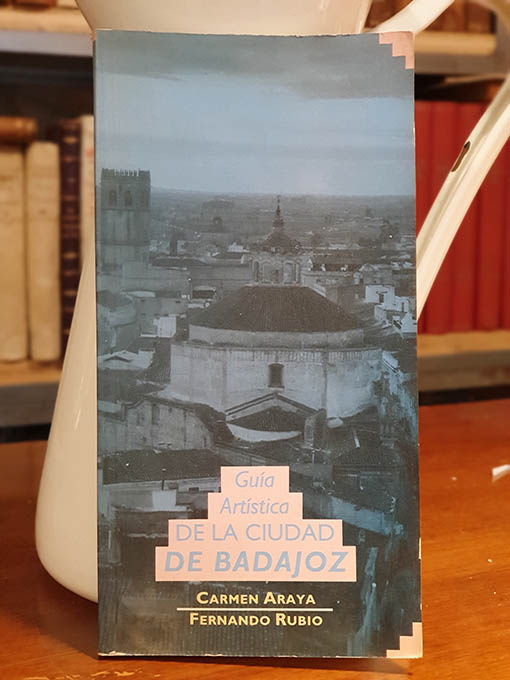 Guía
Artística
DE LA CIUDAD
DE BADAJOZ
CARMEN ARAYA
FERNANDO RUBIO